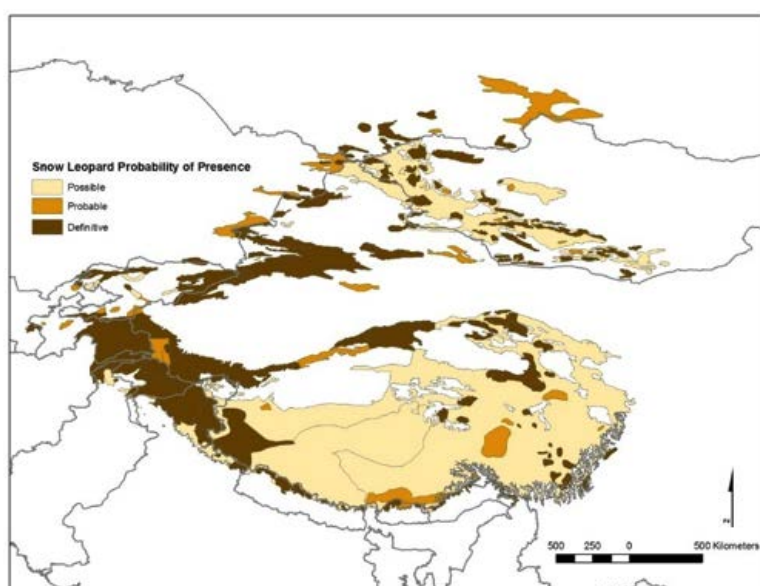 Snow Leopard Probability of Presence
Possible
Probable
Definitive
N
500 250 0 500 Kilometers